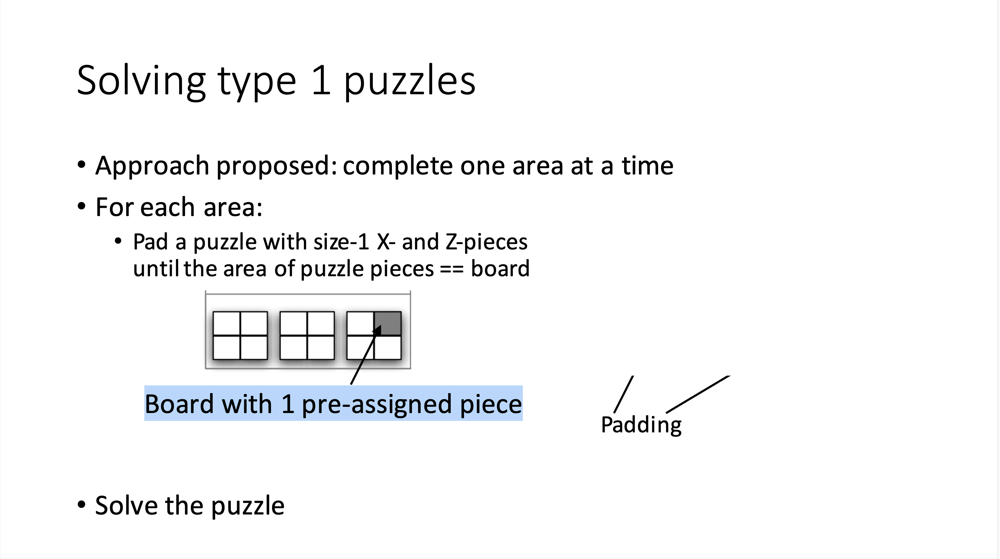 Solving type 1 puzzles
• Approach proposed: complete one area at a time
• For each area:
• Pad a puzzle with size-1 X- and Z-pieces
until the area of puzzle pieces == board
Board with 1 pre-assigned piece
Padding
• Solve the puzzle